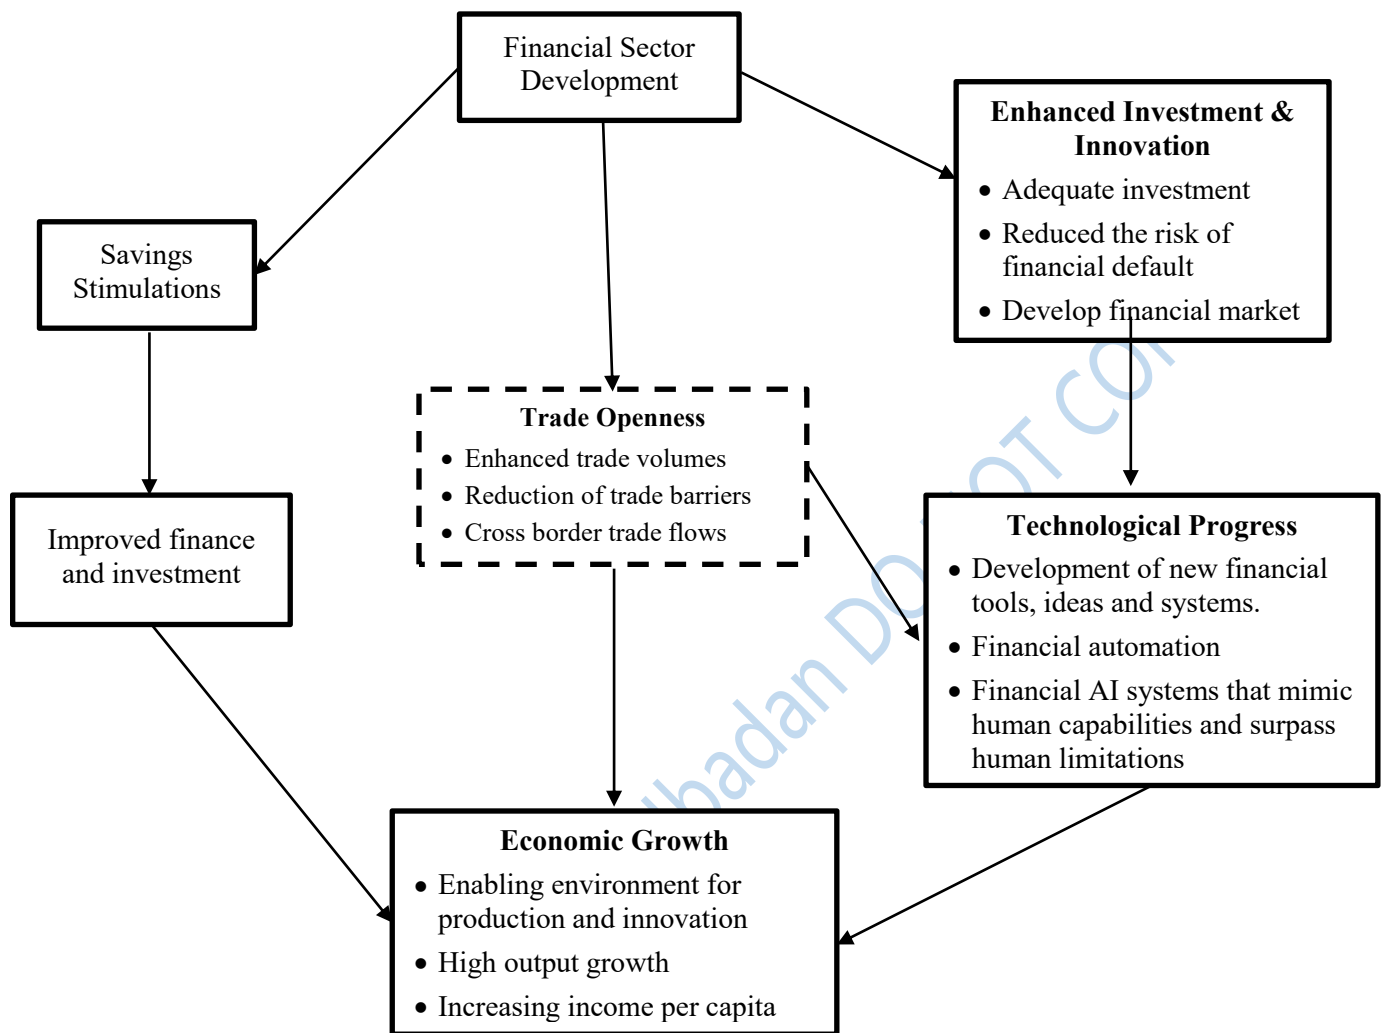 Financial Sector
Development
Enhanced Investment &
Innovation
• Adequate investment
• Reduced the risk of
financial default
• Develop financial market
Savings
Stimulations
Trade Openness
• Enhanced trade volumes
• Reduction of trade barriers
• Cross border trade flows
Improved finance
and investment
Technological Progress
• Development of new financial
tools, ideas and systems.
• Financial automation
• Financial AI systems that mimic
human capabilities and surpass
human limitations
Economic Growth
• Enabling environment for
production and innovation
• High output growth
• Increasing income per capita
Ibadan DO
OT